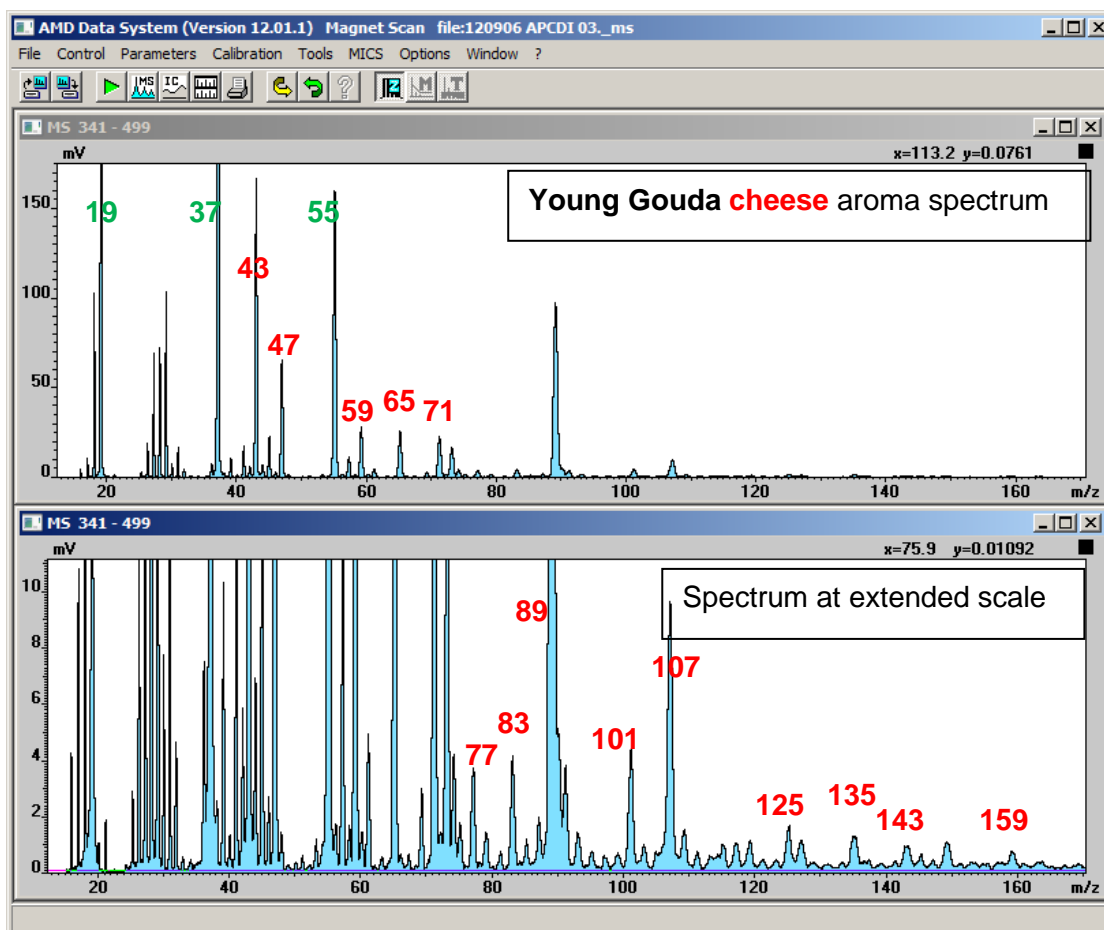 AMD Data System (Version 12.01.1) Magnet Scan file:120906 APCDI 03._ms
File Control Parameters Calibration Tools MICS Options Window ?
MS IC
MS 341 - 499
mV x=113.2 y=0.0761
Young Gouda cheese aroma spectrum
150
100
50
0
19 37 55
43
47
59 65 71
20 40 60 80 100 120 140 160 m/z
MS 341 - 499
mV x=75.9 y=0.01092
Spectrum at extended scale
10
8
6
4
2
0
89
107
83
77 101
125 135 143 159
20 40 60 80 100 120 140 160 m/z